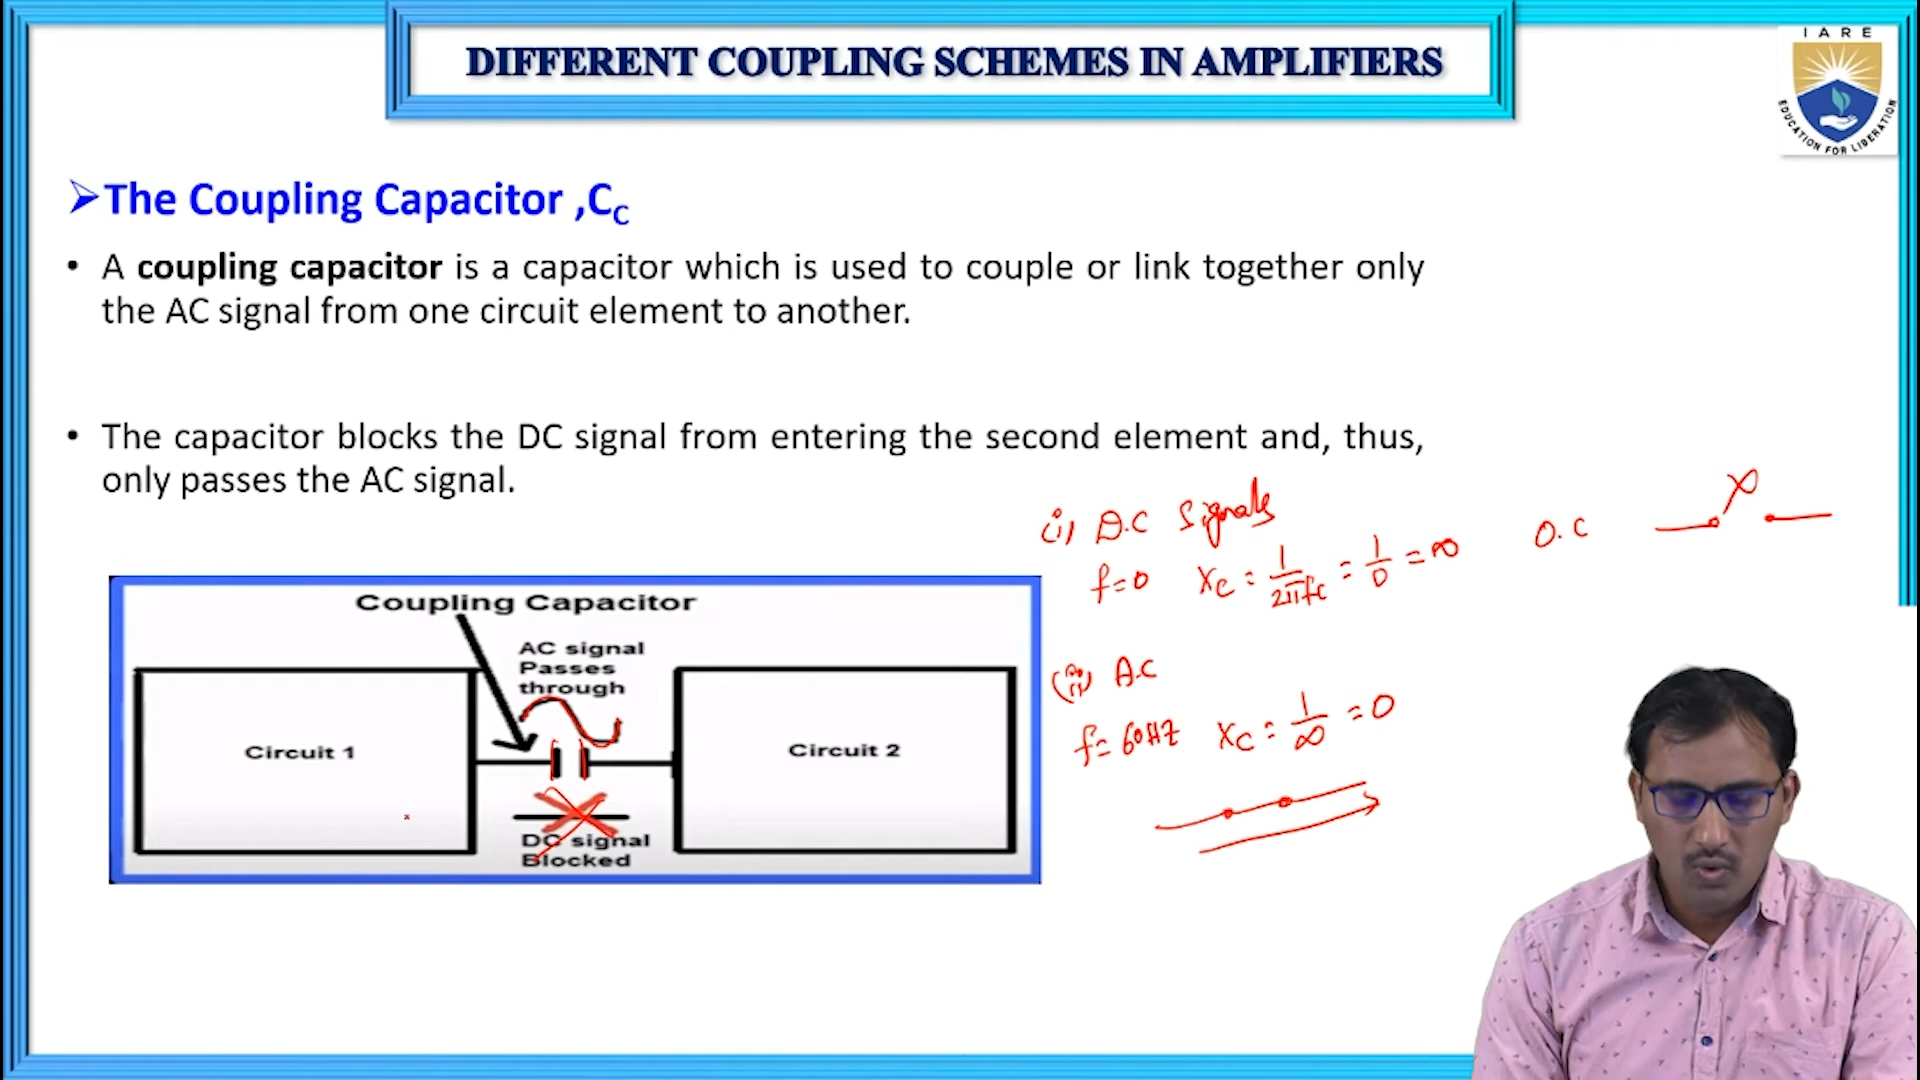 DIFFERENT COUPLING SCHEMES IN AMPLIFIERS
IARE
EDUCATION FOR LIBERATION
➢The Coupling Capacitor ,CC
• A coupling capacitor is a capacitor which is used to couple or link together only
the AC signal from one circuit element to another.
• The capacitor blocks the DC signal from entering the second element and, thus,
only passes the AC signal.
(i) D.C Signals
f=0 XC = 1/2πfc = 1/0 = ∞ O.C
(ii) A.C
f= 60HZ XC = 1/∞ = 0
Coupling Capacitor
AC signal
Passes
through
Circuit 1
Circuit 2
DC signal
Blocked